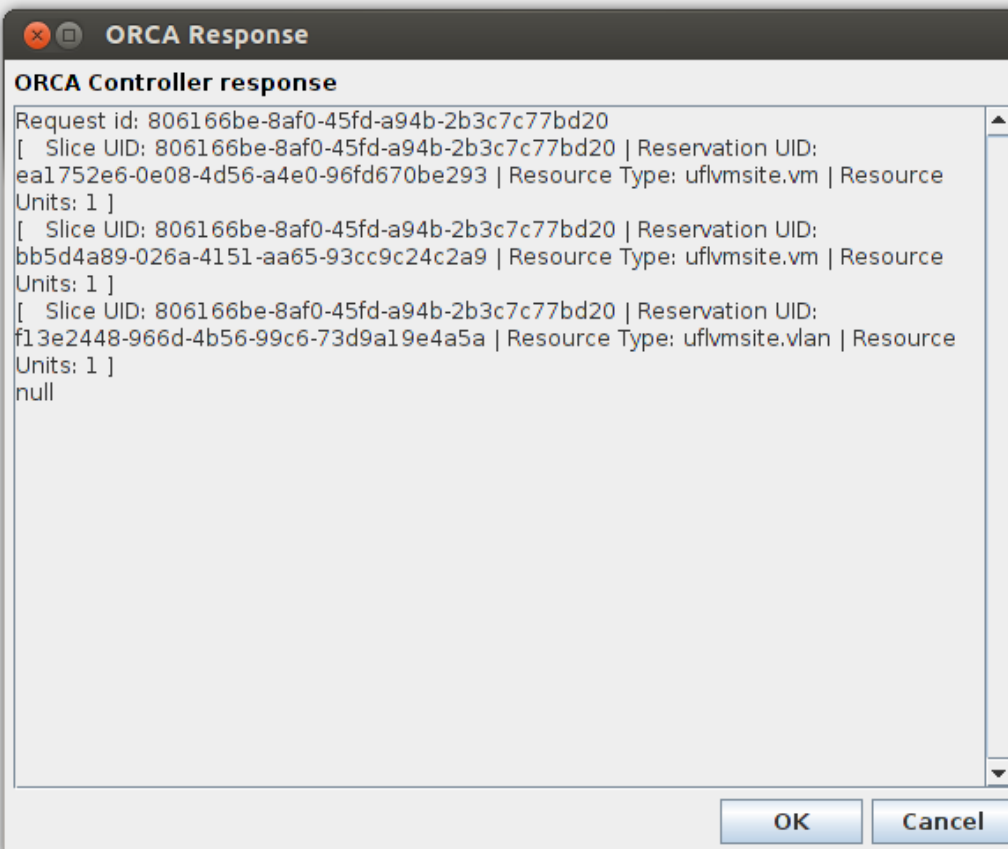 ORCA Response
ORCA Controller response
Request id: 806166be-8af0-45fd-a94b-2b3c7c77bd20
[   Slice UID: 806166be-8af0-45fd-a94b-2b3c7c77bd20 | Reservation UID:
ea1752e6-0e08-4d56-a4e0-96fd670be293 | Resource Type: uflvmsite.vm | Resource
Units: 1 ]
[   Slice UID: 806166be-8af0-45fd-a94b-2b3c7c77bd20 | Reservation UID:
bb5d4a89-026a-4151-aa65-93cc9c24c2a9 | Resource Type: uflvmsite.vm | Resource
Units: 1 ]
[   Slice UID: 806166be-8af0-45fd-a94b-2b3c7c77bd20 | Reservation UID:
f13e2448-966d-4b56-99c6-73d9a19e4a5a | Resource Type: uflvmsite.vlan | Resource
Units: 1 ]
null
OK Cancel